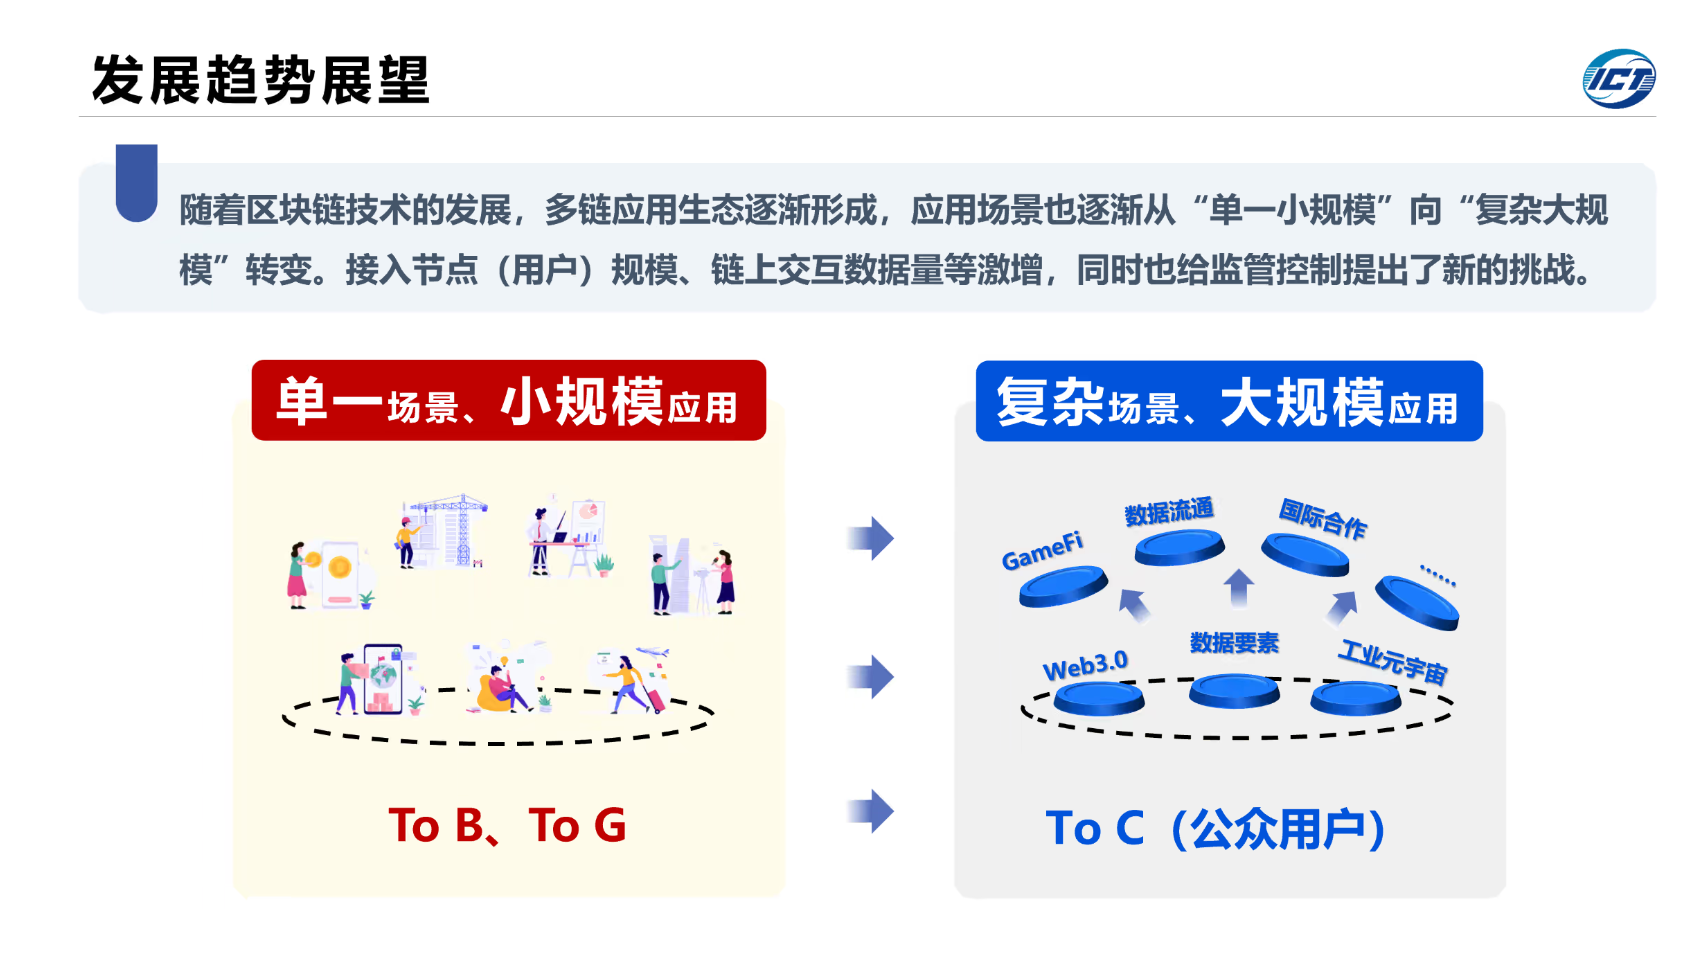 发展趋势展望
ICT
随着区块链技术的发展，多链应用生态逐渐形成，应用场景也逐渐从“单一小规模”向“复杂大规
模”转变。接入节点（用户）规模、链上交互数据量等激增，同时也给监管控制提出了新的挑战。
单一场景、小规模应用
复杂场景、大规模应用
GameFi
数据流通
国际合作
......
Web3.0
数据要素
工业元宇宙
To B、To G
To C（公众用户）